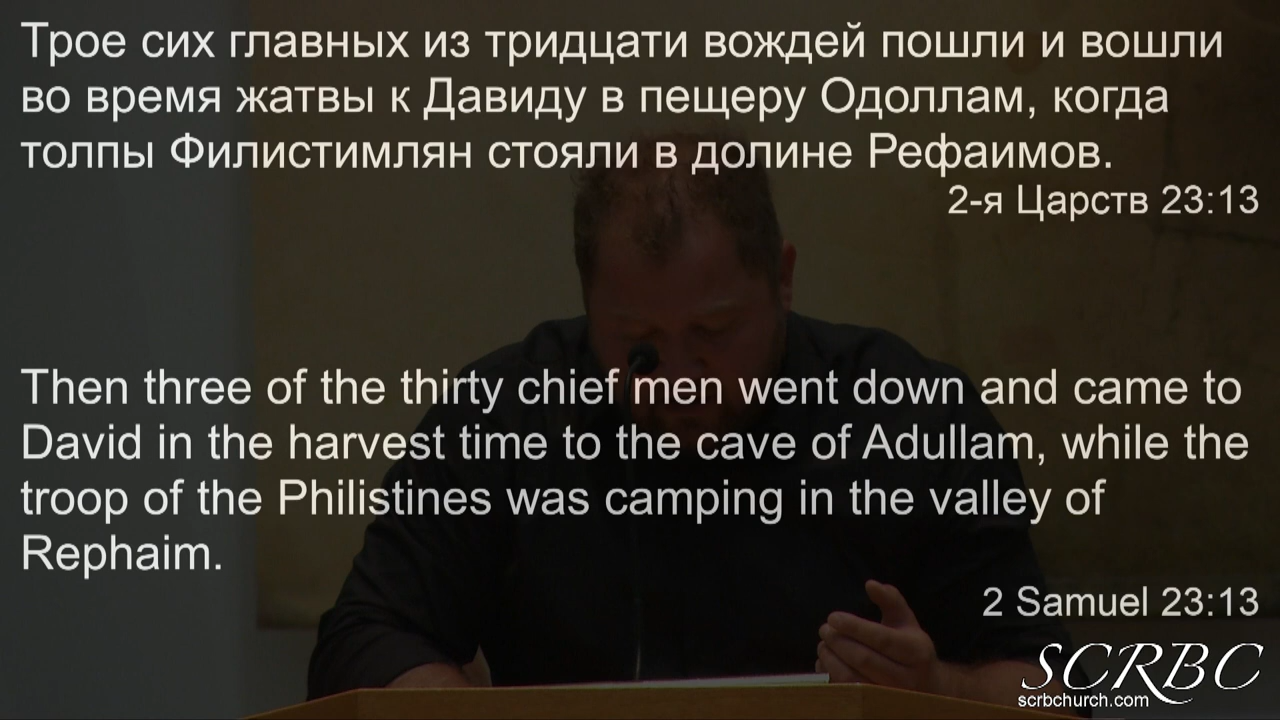 Трое сих главных из тридцати вождей пошли и вошли
во время жатвы к Давиду в пещеру Одоллам, когда
толпы Филистимлян стояли в долине Рефаимов.
2-я Царств 23:13
Then three of the thirty chief men went down and came to
David in the harvest time to the cave of Adullam, while the
troop of the Philistines was camping in the valley of
Rephaim.
2 Samuel 23:13
SCRBC
scrbchurch.com